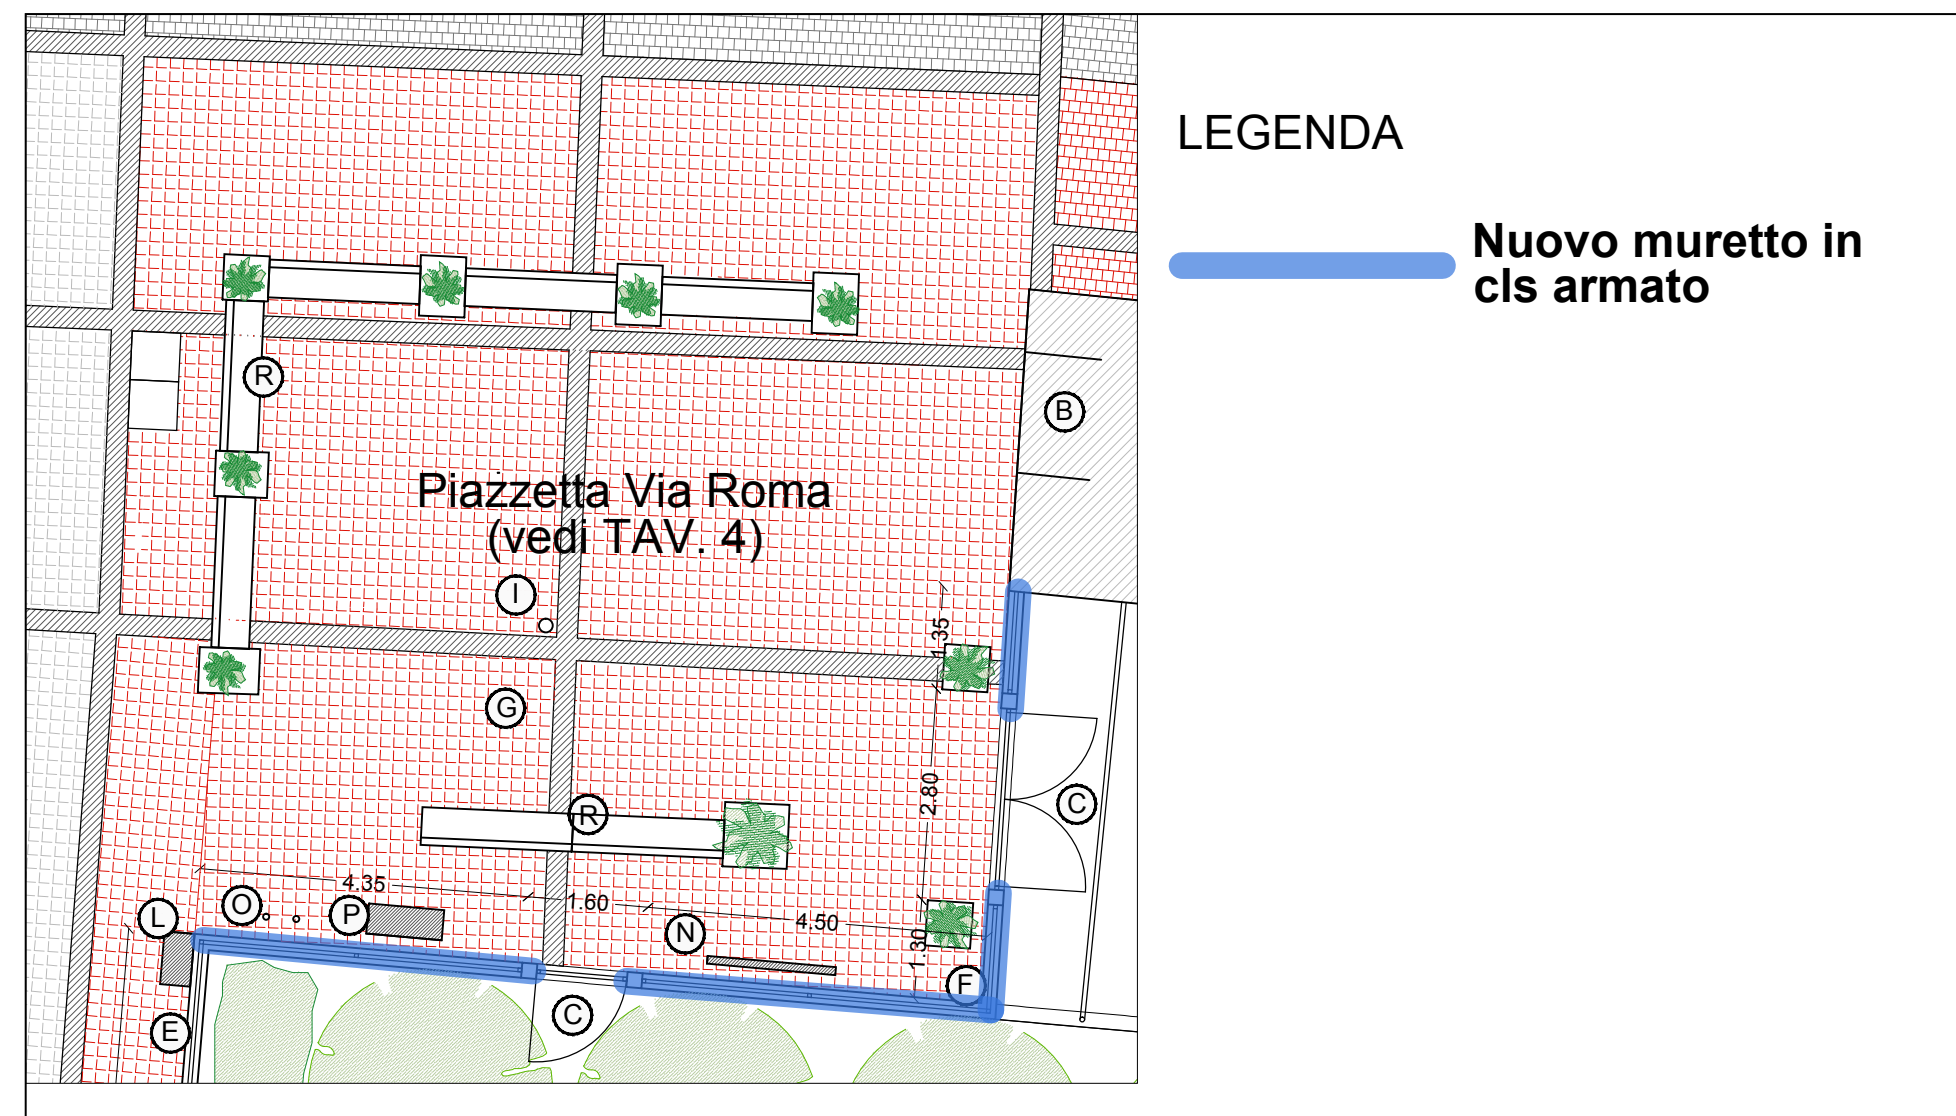 LEGENDA
Nuovo muretto in
cls armato
R
B
Piazzetta Via Roma
(vedi TAV. 4)
I
1.35
G
2.80
C
R
4.35
1.60
4.50
1.30
L
O
P
N
F
C
E